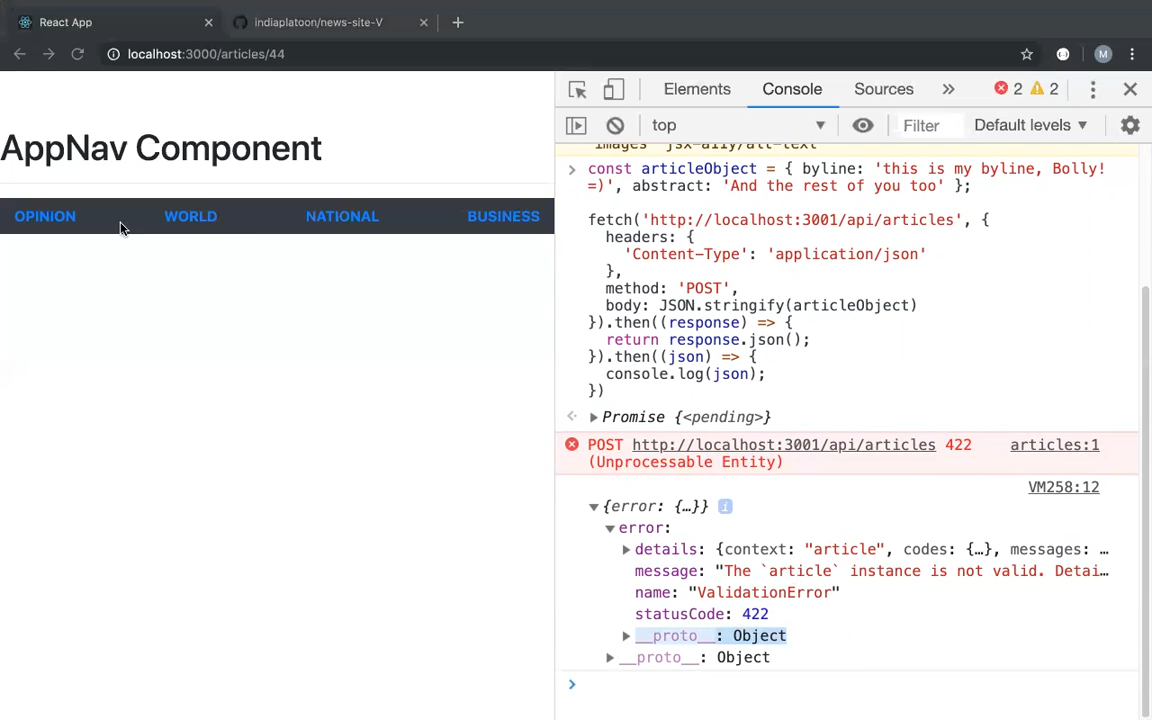 React App
indiaplatoon/news-site-V
localhost:3000/articles/44
M
AppNav Component
OPINION WORLD NATIONAL BUSINESS
Elements Console Sources » 2 2
top Filter Default levels
images jsx-a11y/alt-text
const articleObject = { byline: 'this is my byline, Bolly!
=)', abstract: 'And the rest of you too' };
fetch('http://localhost:3001/api/articles', {
headers: {
'Content-Type': 'application/json'
},
method: 'POST',
body: JSON.stringify(articleObject)
}).then((response) => {
return response.json();
}).then((json) => {
console.log(json);
})
Promise {<pending>}
POST http://localhost:3001/api/articles 422 articles:1
(Unprocessable Entity)
VM258:12
{error: {…}}
error:
details: {context: "article", codes: {…}, messages: …
message: "The `article` instance is not valid. Detai…
name: "ValidationError"
statusCode: 422
__proto__: Object
__proto__: Object